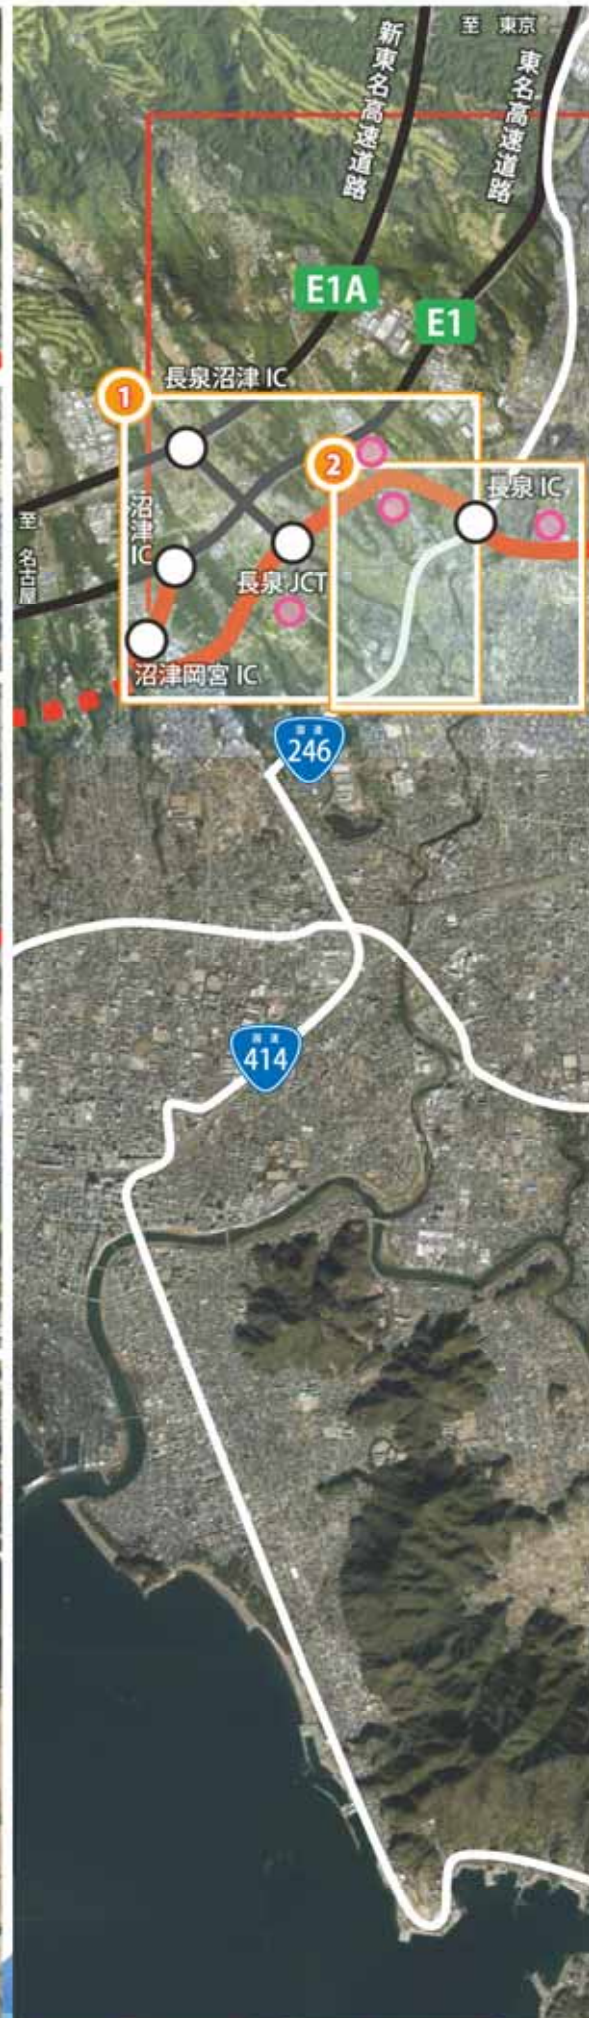 至 東京
新東名高速道路
東名高速道路
E1A
E1
1
長泉沼津 IC
2
長泉 IC
沼津 IC
至 名古屋
長泉 JCT
沼津岡宮 IC
国道
246
国道
414